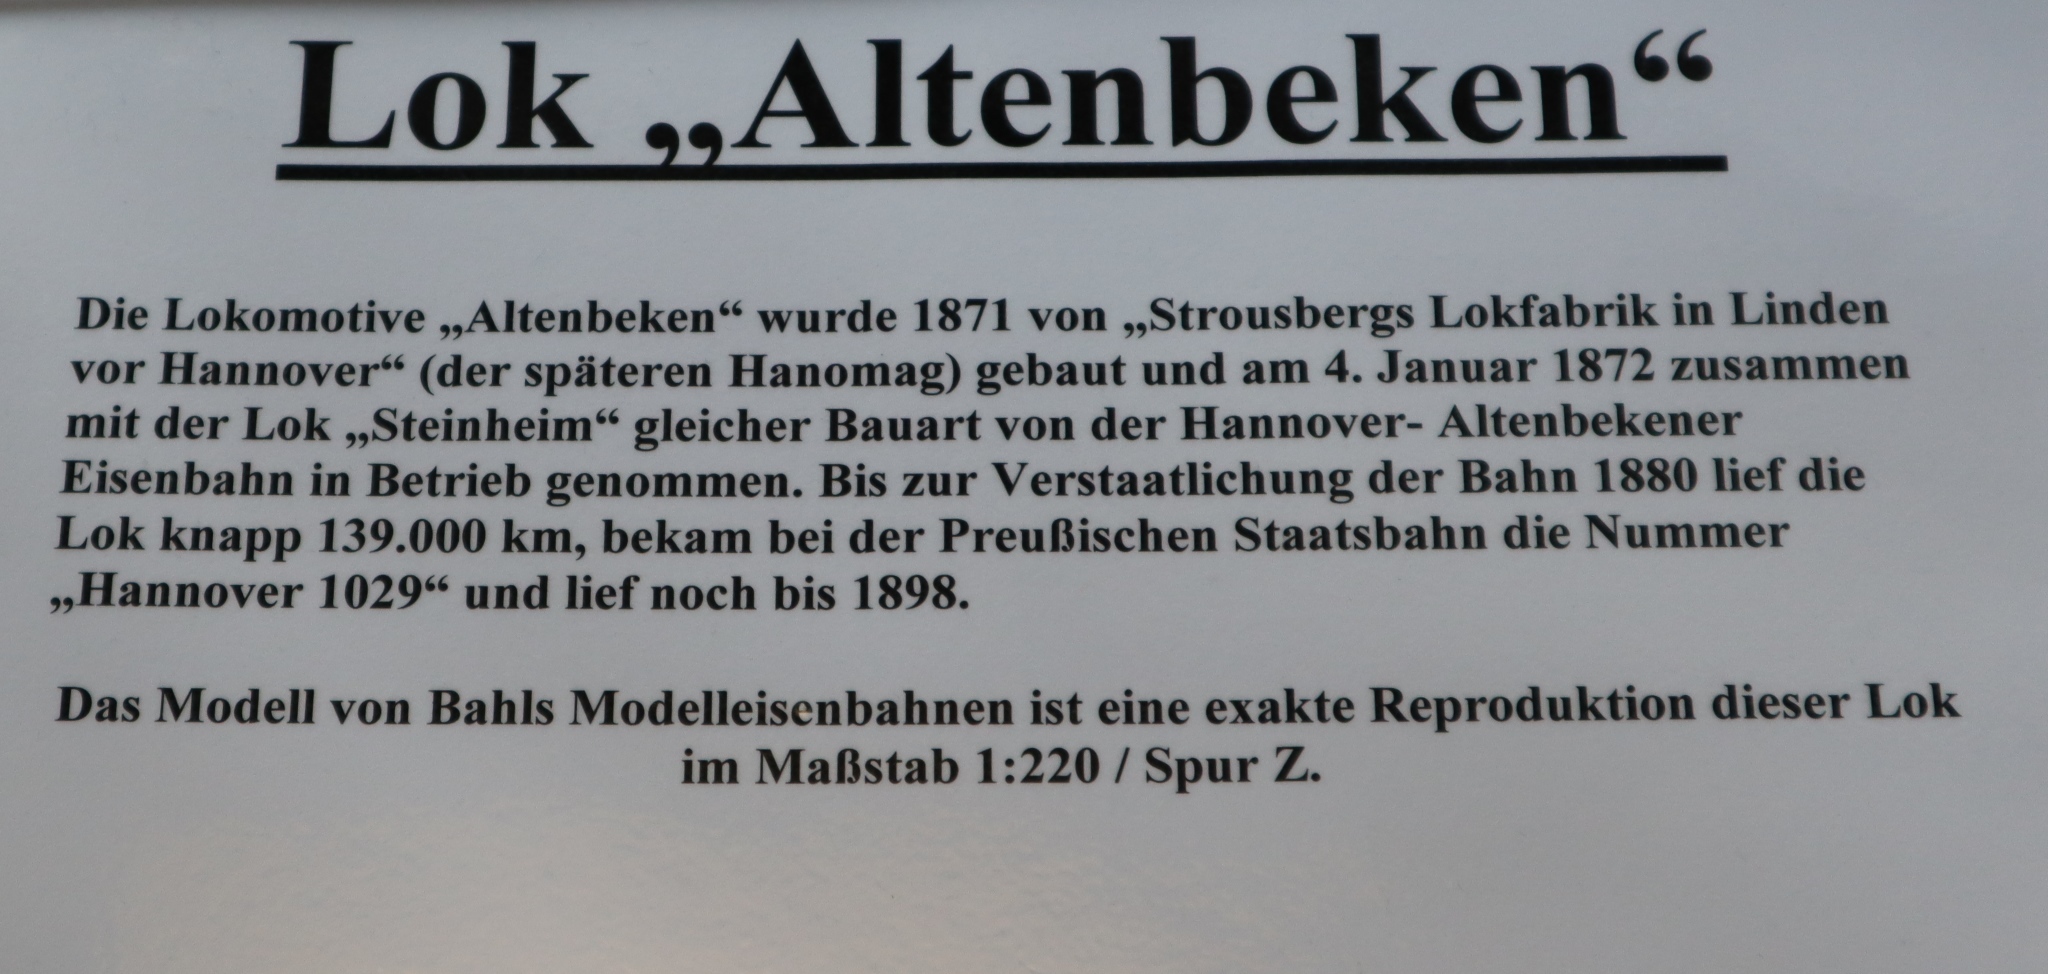 Lok „Altenbeken“
Die Lokomotive „Altenbeken“ wurde 1871 von „Strousbergs Lokfabrik in Linden
vor Hannover“ (der späteren Hanomag) gebaut und am 4. Januar 1872 zusammen
mit der Lok „Steinheim“ gleicher Bauart von der Hannover- Altenbekener
Eisenbahn in Betrieb genommen. Bis zur Verstaatlichung der Bahn 1880 lief die
Lok knapp 139.000 km, bekam bei der Preußischen Staatsbahn die Nummer
„Hannover 1029“ und lief noch bis 1898.
Das Modell von Bahls Modelleisenbahnen ist eine exakte Reproduktion dieser Lok
im Maßstab 1:220 / Spur Z.